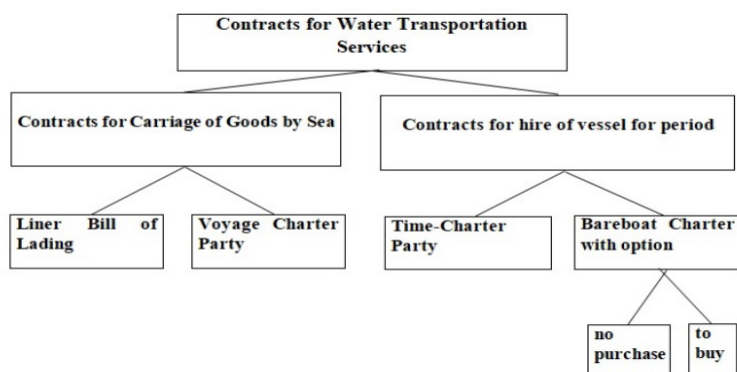 Contracts for Water Transportation
Services
Contracts for Carriage of Goods by Sea
Contracts for hire of vessel for period
Liner Bill of
Lading
Voyage Charter
Party
Time-Charter
Party
Bareboat Charter
with option
no
purchase
to
buy